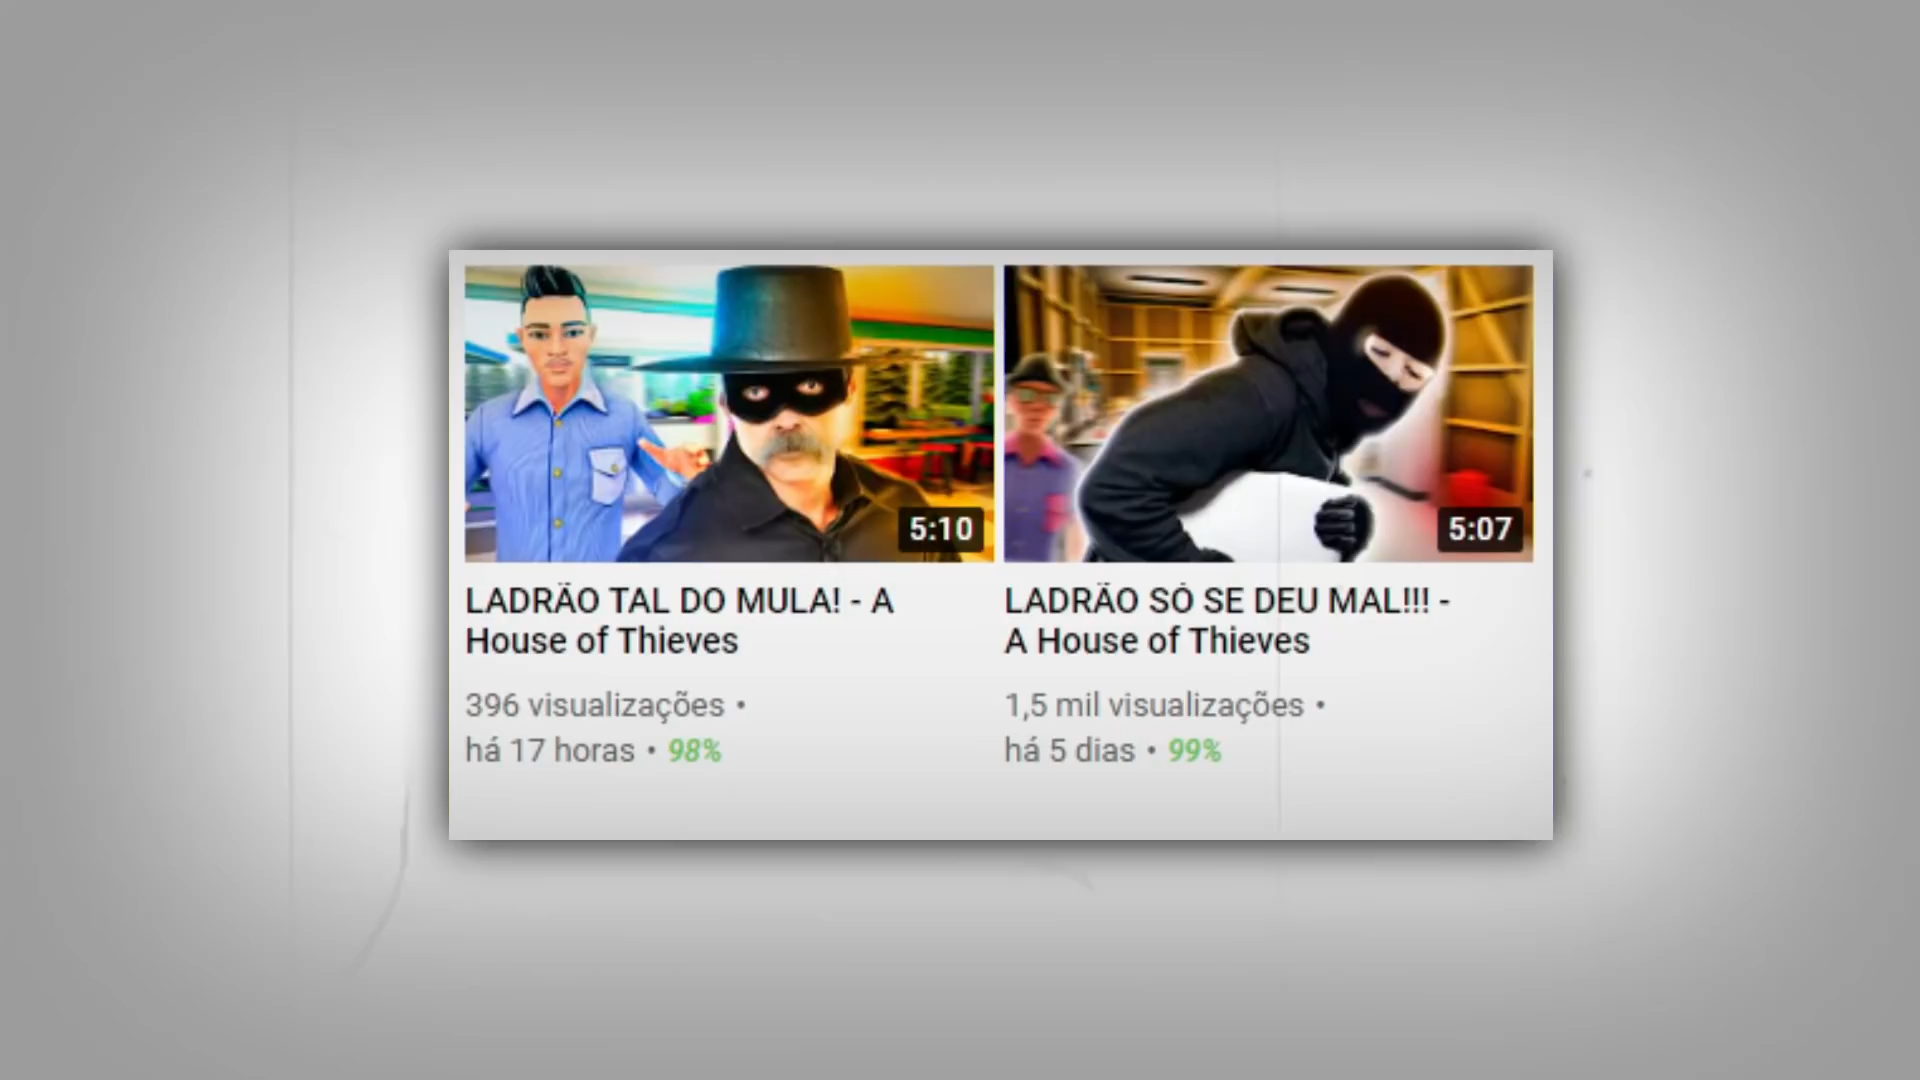 5:10
5:07
LADRÃO TAL DO MULA! - A
House of Thieves
396 visualizações •
há 17 horas • 98%
LADRÃO SÓ SE DEU MAL!!! -
A House of Thieves
1,5 mil visualizações •
há 5 dias • 99%